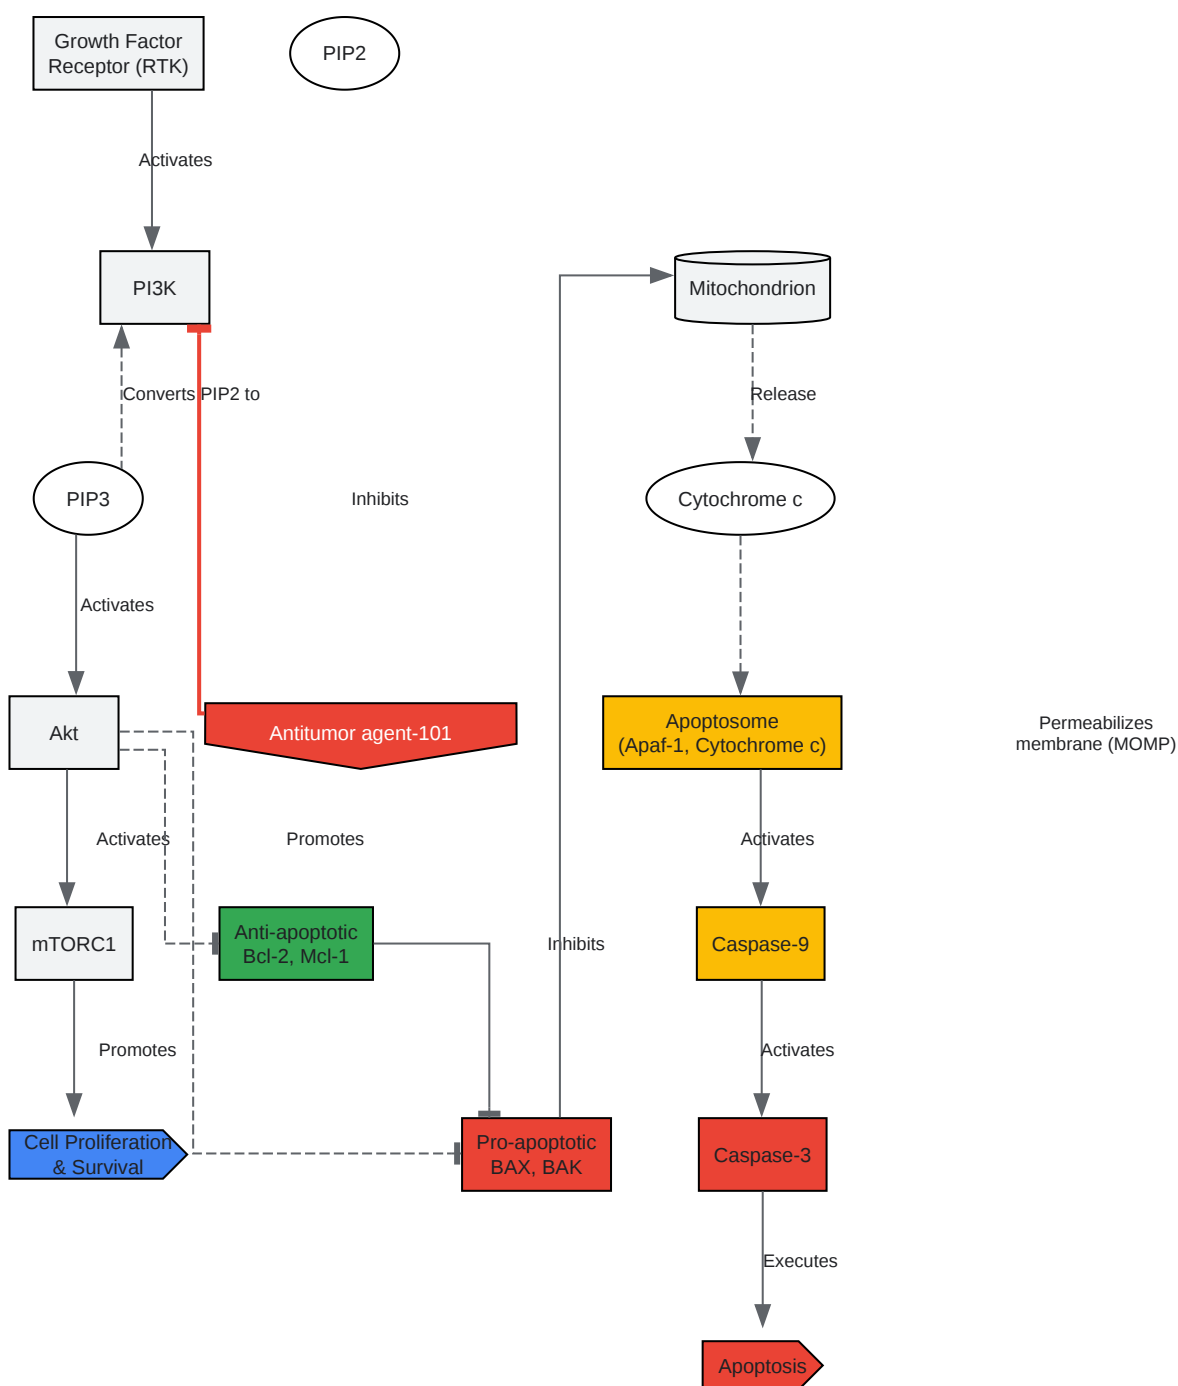 Growth Factor
Receptor (RTK)
PIP2
Activates
PI3K
Mitochondrion
Converts PIP2 to
Release
PIP3
Inhibits
Cytochrome c
Activates
Akt
Antitumor agent-101
Apoptosome
(Apaf-1, Cytochrome c)
Permeabilizes
membrane (MOMP)
Activates
Promotes
Activates
mTORC1
Anti-apoptotic
Bcl-2, Mcl-1
Inhibits
Caspase-9
Promotes
Activates
Cell Proliferation
& Survival
Pro-apoptotic
BAX, BAK
Caspase-3
Executes
Apoptosis